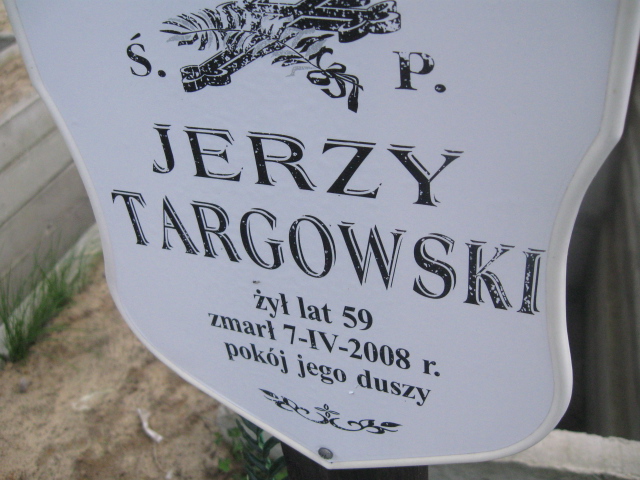 Ś. P.
JERZY
TARGOWSKI
żył lat 59
zmarł 7-IV-2008 r.
pokój jego duszy